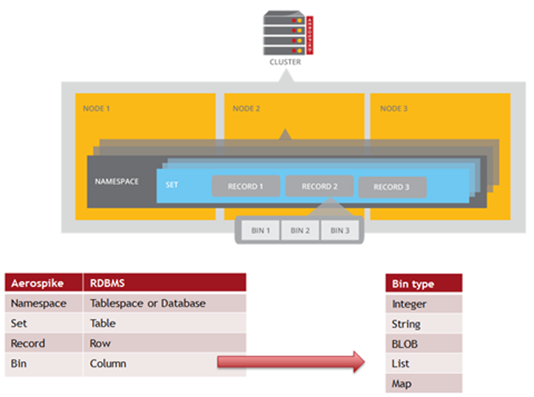 CLUSTER
NODE 1 NODE 2 NODE 3
NAMESPACE SET RECORD 1 RECORD 2 RECORD 3
BIN 1 BIN 2 BIN 3
Aerospike RDBMS
Namespace Tablespace or Database
Set Table
Record Row
Bin Column
Bin type
Integer
String
BLOB
List
Map